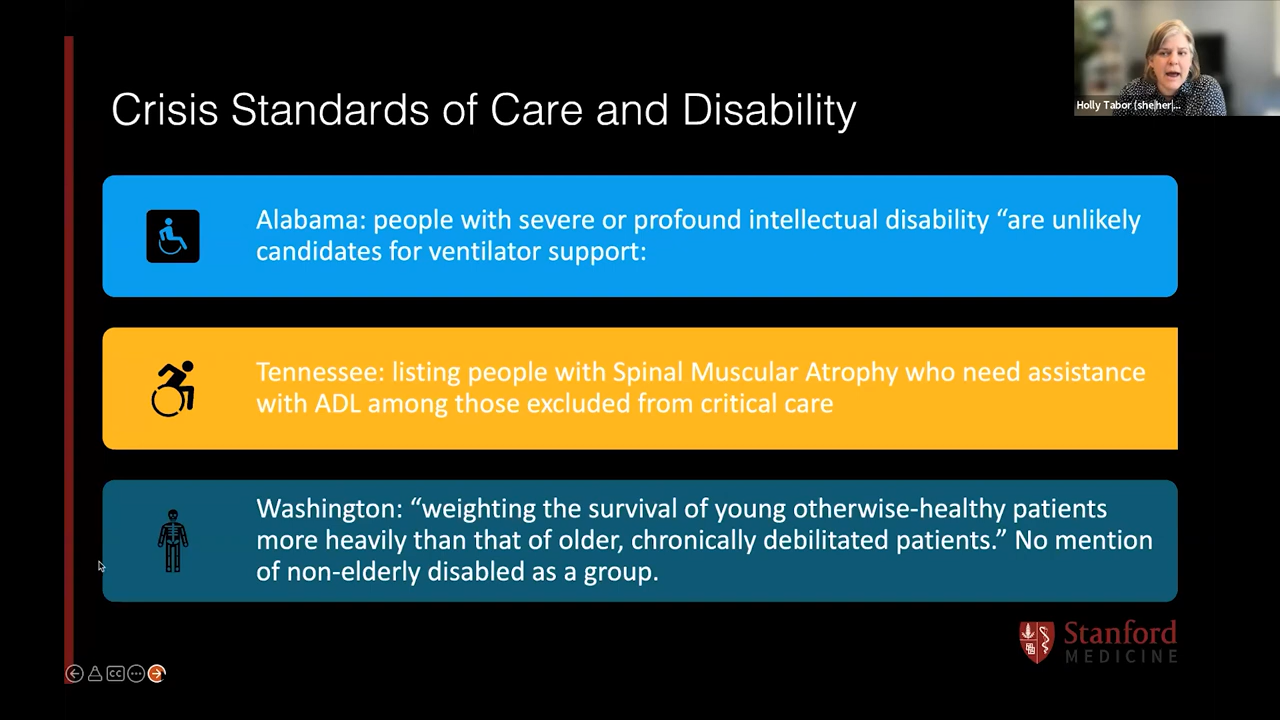 Crisis Standards of Care and Disability
Holly Tabor (she|her|...
Alabama: people with severe or profound intellectual disability “are unlikely
candidates for ventilator support:
Tennessee: listing people with Spinal Muscular Atrophy who need assistance
with ADL among those excluded from critical care
Washington: “weighting the survival of young otherwise-healthy patients
more heavily than that of older, chronically debilitated patients.” No mention
of non-elderly disabled as a group.
Stanford
MEDICINE
CC